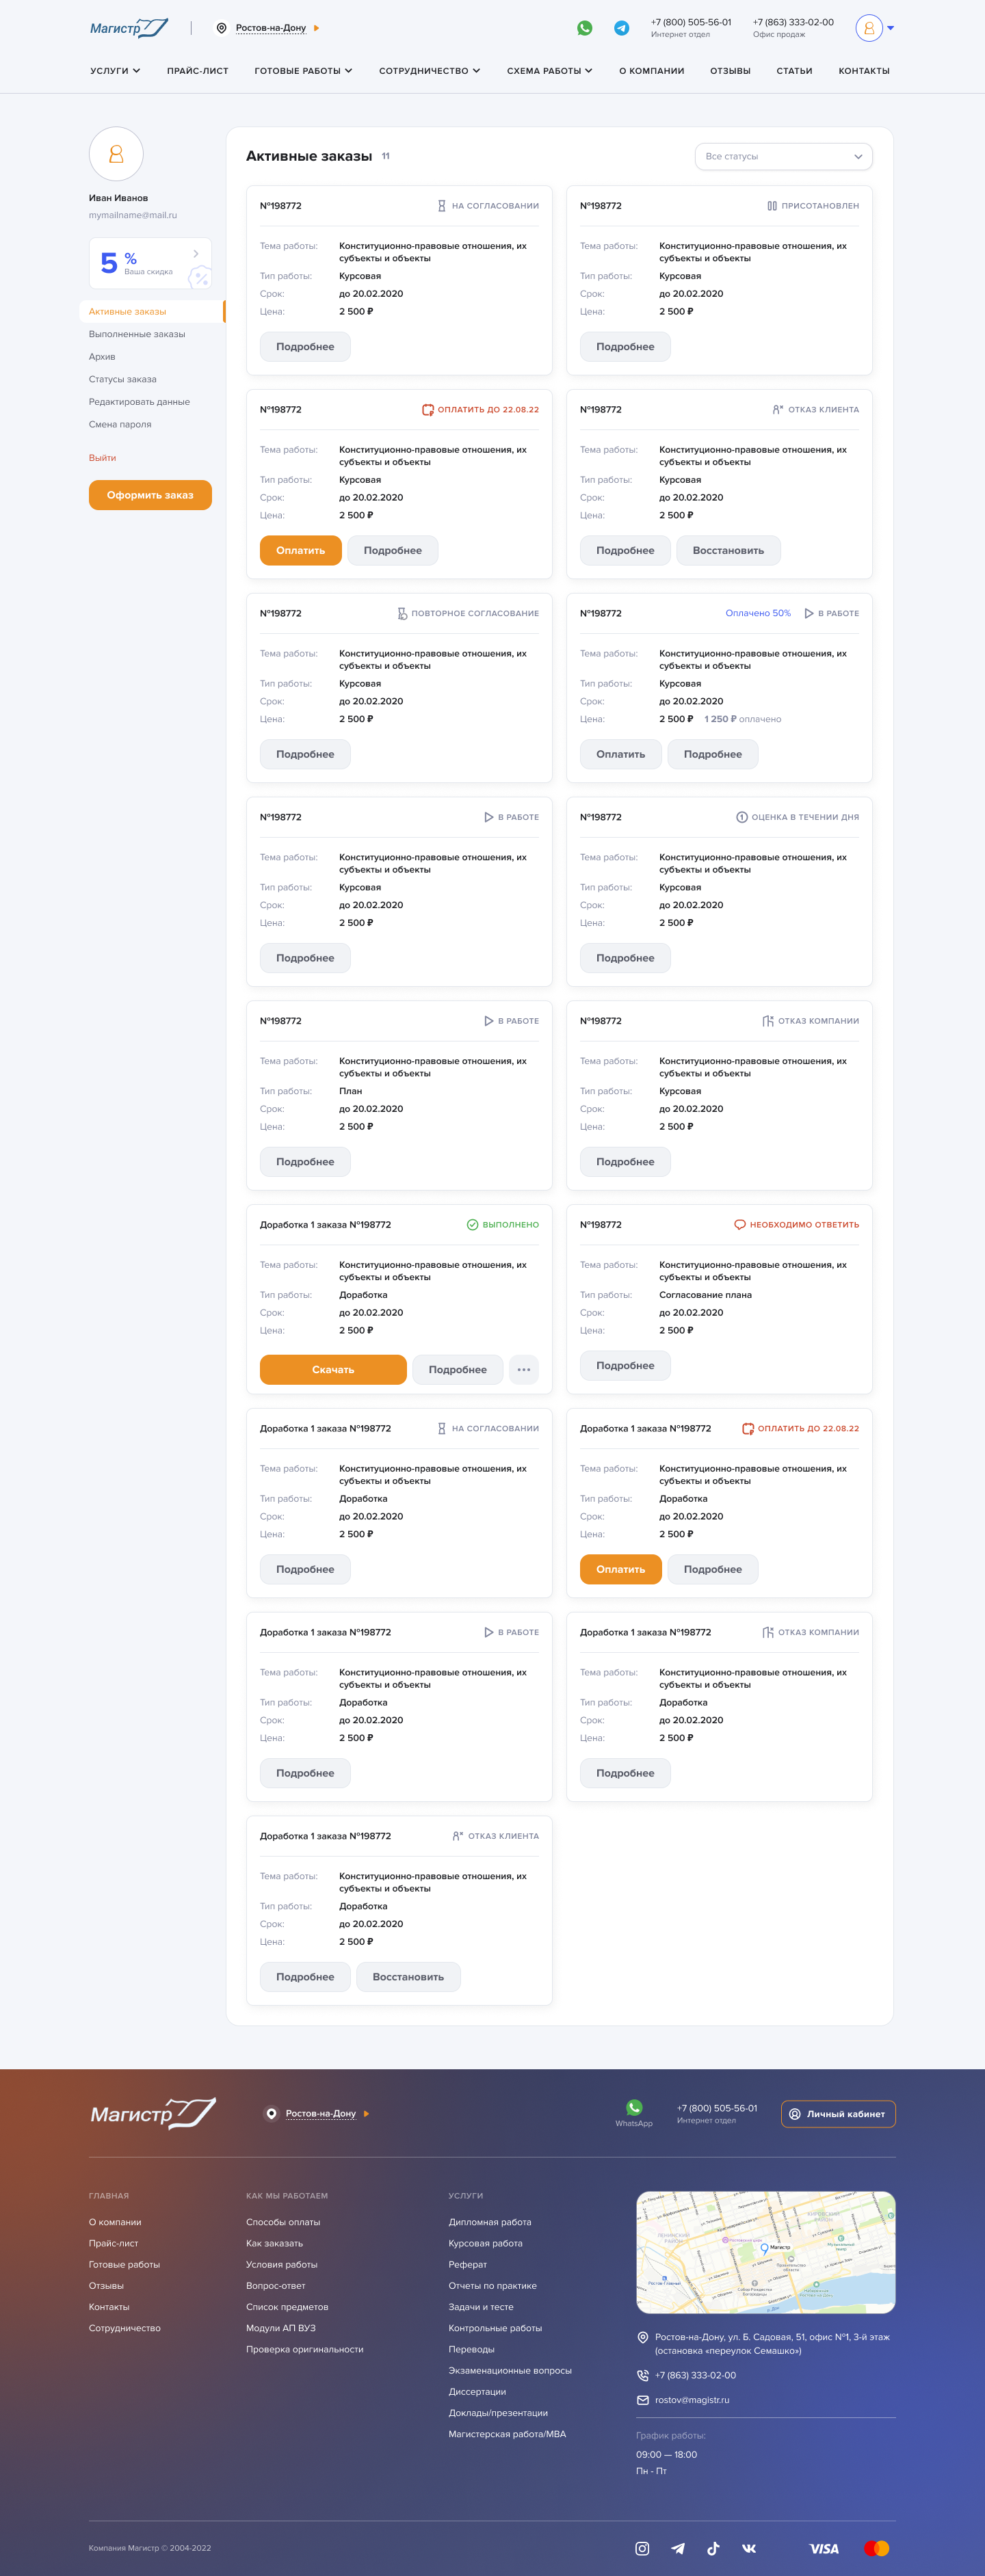 Магистр
Ростов-на-Дону
+7 (800) 505-56-01
Интернет отдел
+7 (863) 333-02-00
Офис продаж
УСЛУГИ
ПРАЙС-ЛИСТ
ГОТОВЫЕ РАБОТЫ
СОТРУДНИЧЕСТВО
СХЕМА РАБОТЫ
О КОМПАНИИ
ОТЗЫВЫ
СТАТЬИ
КОНТАКТЫ
Иван Иванов
mymailname@mail.ru
5 %
Ваша скидка
Активные заказы
Выполненные заказы
Архив
Статусы заказа
Редактировать данные
Смена пароля
Выйти
Оформить заказ
Активные заказы 11
Все статусы
№198772 НА СОГЛАСОВАНИИ
Тема работы: Конституционно-правовые отношения, их
субъекты и объекты
Тип работы: Курсовая
Срок: до 20.02.2020
Цена: 2 500 ₽
Подробнее
№198772 ПРИСОТАНОВЛЕН
Тема работы: Конституционно-правовые отношения, их
субъекты и объекты
Тип работы: Курсовая
Срок: до 20.02.2020
Цена: 2 500 ₽
Подробнее
№198772 ОПЛАТИТЬ ДО 22.08.22
Тема работы: Конституционно-правовые отношения, их
субъекты и объекты
Тип работы: Курсовая
Срок: до 20.02.2020
Цена: 2 500 ₽
Оплатить Подробнее
№198772 ОТКАЗ КЛИЕНТА
Тема работы: Конституционно-правовые отношения, их
субъекты и объекты
Тип работы: Курсовая
Срок: до 20.02.2020
Цена: 2 500 ₽
Подробнее Восстановить
№198772 ПОВТОРНОЕ СОГЛАСОВАНИЕ
Тема работы: Конституционно-правовые отношения, их
субъекты и объекты
Тип работы: Курсовая
Срок: до 20.02.2020
Цена: 2 500 ₽
Подробнее
№198772 Оплачено 50% В РАБОТЕ
Тема работы: Конституционно-правовые отношения, их
субъекты и объекты
Тип работы: Курсовая
Срок: до 20.02.2020
Цена: 2 500 ₽ 1 250 ₽ оплачено
Оплатить Подробнее
№198772 В РАБОТЕ
Тема работы: Конституционно-правовые отношения, их
субъекты и объекты
Тип работы: Курсовая
Срок: до 20.02.2020
Цена: 2 500 ₽
Подробнее
№198772 1 ОЦЕНКА В ТЕЧЕНИИ ДНЯ
Тема работы: Конституционно-правовые отношения, их
субъекты и объекты
Тип работы: Курсовая
Срок: до 20.02.2020
Цена: 2 500 ₽
Подробнее
№198772 В РАБОТЕ
Тема работы: Конституционно-правовые отношения, их
субъекты и объекты
Тип работы: План
Срок: до 20.02.2020
Цена: 2 500 ₽
Подробнее
№198772 ОТКАЗ КОМПАНИИ
Тема работы: Конституционно-правовые отношения, их
субъекты и объекты
Тип работы: Курсовая
Срок: до 20.02.2020
Цена: 2 500 ₽
Подробнее
Доработка 1 заказа №198772 ВЫПОЛНЕНО
Тема работы: Конституционно-правовые отношения, их
субъекты и объекты
Тип работы: Доработка
Срок: до 20.02.2020
Цена: 2 500 ₽
Скачать Подробнее
№198772 НЕОБХОДИМО ОТВЕТИТЬ
Тема работы: Конституционно-правовые отношения, их
субъекты и объекты
Тип работы: Согласование плана
Срок: до 20.02.2020
Цена: 2 500 ₽
Подробнее
Доработка 1 заказа №198772 НА СОГЛАСОВАНИИ
Тема работы: Конституционно-правовые отношения, их
субъекты и объекты
Тип работы: Доработка
Срок: до 20.02.2020
Цена: 2 500 ₽
Подробнее
Доработка 1 заказа №198772 ОПЛАТИТЬ ДО 22.08.22
Тема работы: Конституционно-правовые отношения, их
субъекты и объекты
Тип работы: Доработка
Срок: до 20.02.2020
Цена: 2 500 ₽
Оплатить Подробнее
Доработка 1 заказа №198772 В РАБОТЕ
Тема работы: Конституционно-правовые отношения, их
субъекты и объекты
Тип работы: Доработка
Срок: до 20.02.2020
Цена: 2 500 ₽
Подробнее
Доработка 1 заказа №198772 ОТКАЗ КОМПАНИИ
Тема работы: Конституционно-правовые отношения, их
субъекты и объекты
Тип работы: Доработка
Срок: до 20.02.2020
Цена: 2 500 ₽
Подробнее
Доработка 1 заказа №198772 ОТКАЗ КЛИЕНТА
Тема работы: Конституционно-правовые отношения, их
субъекты и объекты
Тип работы: Доработка
Срок: до 20.02.2020
Цена: 2 500 ₽
Подробнее Восстановить
Магистр
Ростов-на-Дону
WhatsApp
+7 (800) 505-56-01
Интернет отдел
Личный кабинет
ГЛАВНАЯ
О компании
Прайс-лист
Готовые работы
Отзывы
Контакты
Сотрудничество
КАК МЫ РАБОТАЕМ
Способы оплаты
Как заказать
Условия работы
Вопрос-ответ
Список предметов
Модули АП ВУЗ
Проверка оригинальности
УСЛУГИ
Дипломная работа
Курсовая работа
Реферат
Отчеты по практике
Задачи и тесте
Контрольные работы
Переводы
Экзаменационные вопросы
Диссертации
Доклады/презентации
Магистерская работа/MBA
Магистр
Ростов-на-Дону, ул. Б. Садовая, 51, офис №1, 3-й этаж
(остановка «переулок Семашко»)
+7 (863) 333-02-00
rostov@magistr.ru
График работы:
09:00 — 18:00
Пн - Пт
Компания Магистр © 2004-2022
VISA